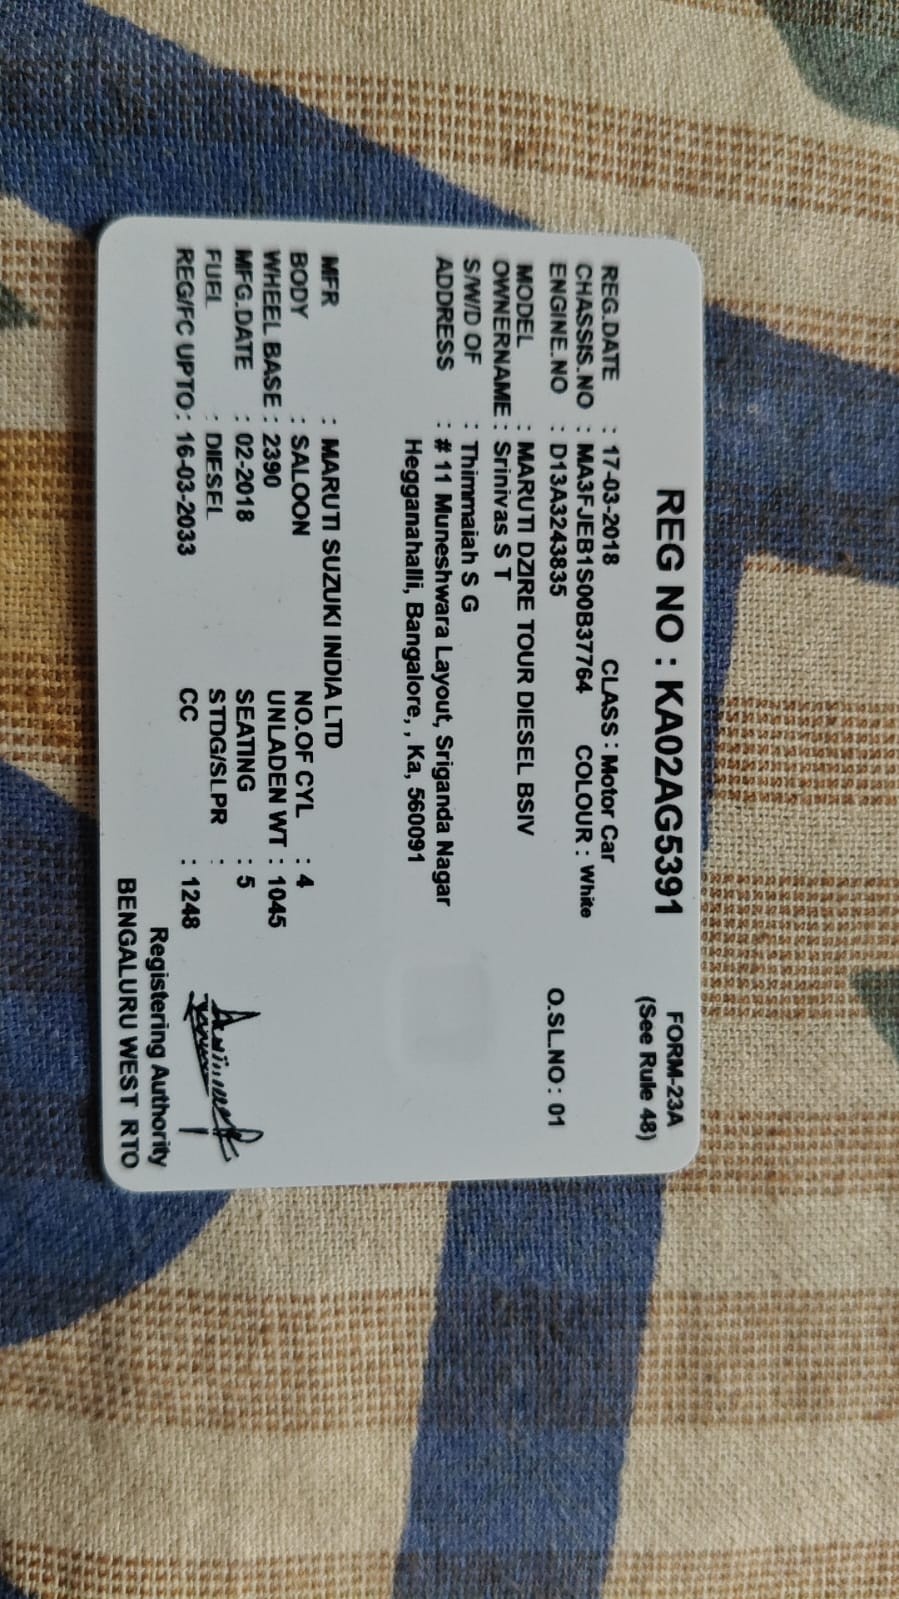 REG NO : KA02AG5391
FORM-23A
(See Rule 48)
REG.DATE : 17-03-2018 CLASS : Motor Car
CHASSIS.NO : MA3FJEB1S00B37764 COLOUR : White
ENGINE.NO : D13A3243835 O.SL.NO : 01
MODEL : MARUTI DZIRE TOUR DIESEL BSIV
OWNERNAME : Srinivas S T
S/W/D OF : Thimmaiah S G
ADDRESS : # 11 Muneshwara Layout, Sriganda Nagar
Hegganahalli, Bangalore, , Ka, 560091
MFR : MARUTI SUZUKI INDIA LTD
BODY : SALOON NO.OF CYL : 4
WHEEL BASE : 2390 UNLADEN WT : 1045
MFG.DATE : 02-2018 SEATING : 5
FUEL : DIESEL STDG/SLPR :
REG/FC UPTO : 16-03-2033 CC : 1248
Registering Authority
BENGALURU WEST RTO